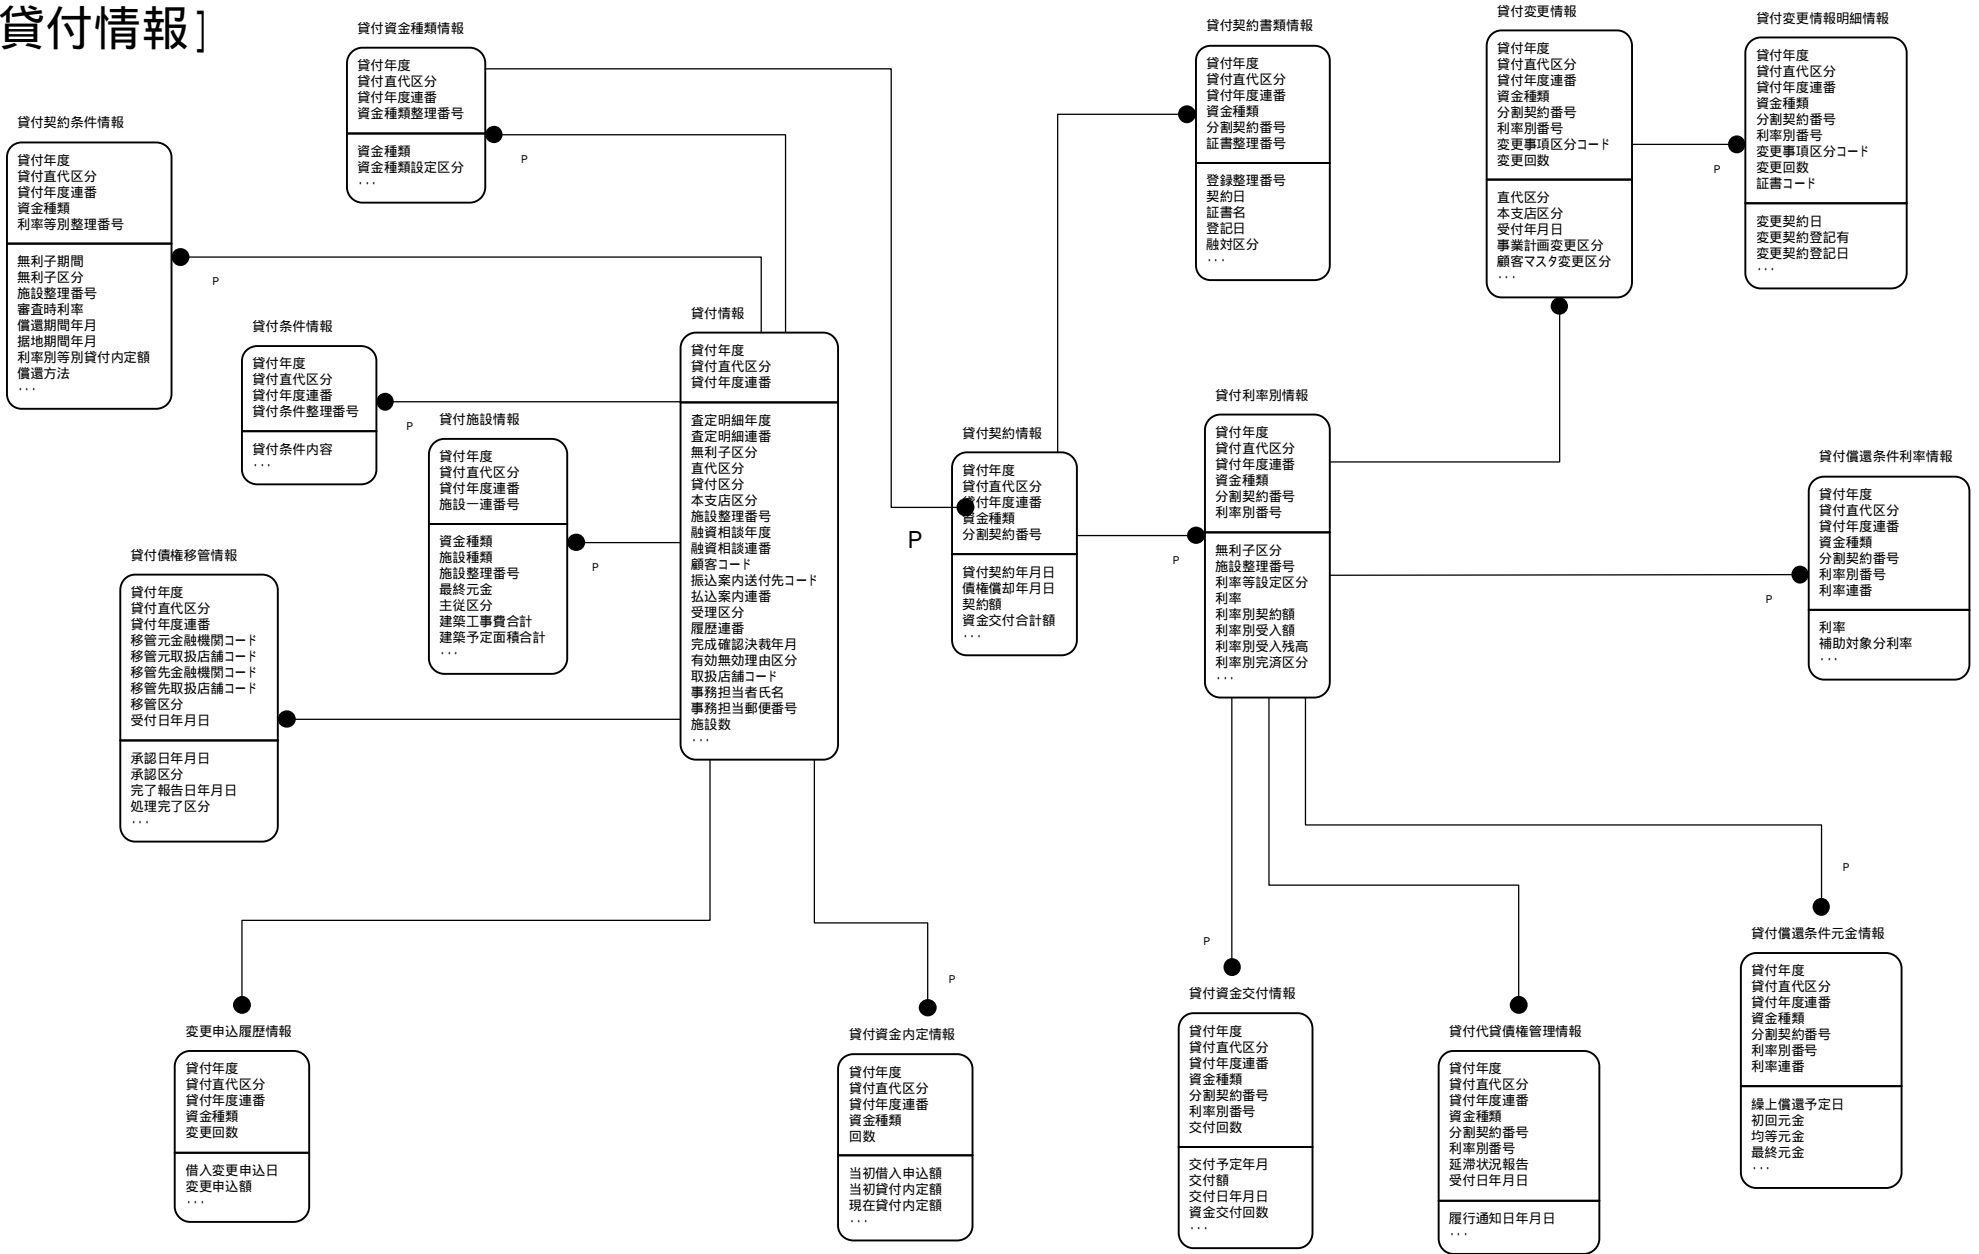 貸付情報]
貸付資金種類情報
貸付年度
貸付直代区分
貸付年度連番
資金種類整理番号
資金種類
資金種類設定区分
...
P
貸付契約条件情報
貸付年度
貸付直代区分
貸付年度連番
資金種類
利率等別整理番号
無利子期間
無利子区分
施設整理番号
審査時利率
償還期間年月
据地期間年月
利率別等別貸付内定額
償還方法
...
P
貸付条件情報
貸付年度
貸付直代区分
貸付年度連番
貸付条件整理番号
貸付条件内容
...
P
貸付施設情報
貸付年度
貸付直代区分
貸付年度連番
施設一連番号
資金種類
施設種類
施設整理番号
最終元金
主従区分
建築工事費合計
建築予定面積合計
...
P
貸付債権移管情報
貸付年度
貸付直代区分
貸付年度連番
移管元金融機関コード
移管元取扱店舗コード
移管先金融機関コード
移管先取扱店舗コード
移管区分
受付日年月日
承認日年月日
承認区分
完了報告日年月日
処理完了区分
...
貸付情報
貸付年度
貸付直代区分
貸付年度連番
査定明細年度
査定明細連番
無利子区分
直代区分
貸付区分
本支店区分
施設整理番号
融資相談年度
融資相談連番
顧客コード
振込案内送付先コード
払込案内連番
受理区分
履歴連番
完成確認決裁年月
有効無効理由区分
取扱店舗コード
事務担当者氏名
事務担当郵便番号
施設数
...
変更申込履歴情報
貸付年度
貸付直代区分
貸付年度連番
資金種類
変更回数
借入変更申込日
変更申込額
...
P
貸付資金内定情報
貸付年度
貸付直代区分
貸付年度連番
資金種類
回数
当初借入申込額
当初貸付内定額
現在貸付内定額
...
貸付契約書類情報
貸付年度
貸付直代区分
貸付年度連番
資金種類
分割契約番号
証書整理番号
登録整理番号
契約日
証書名
登記日
融対区分
...
貸付契約情報
貸付年度
貸付直代区分
貸付年度連番
資金種類
分割契約番号
貸付契約年月日
債権償却年月日
契約額
資金交付合計額
...
P
貸付利率別情報
貸付年度
貸付直代区分
貸付年度連番
資金種類
分割契約番号
利率別番号
無利子区分
施設整理番号
利率等設定区分
利率
利率別契約額
利率別受入額
利率別受入残高
利率別完済区分
...
P
貸付変更情報
貸付年度
貸付直代区分
貸付年度連番
資金種類
分割契約番号
利率別番号
変更事項区分コード
変更回数
直代区分
本支店区分
受付年月日
事業計画変更区分
顧客マスタ変更区分
...
貸付変更情報明細情報
貸付年度
貸付直代区分
貸付年度連番
資金種類
分割契約番号
利率別番号
変更事項区分コード
変更回数
証書コード
変更契約日
変更契約登記有
変更契約登記日
...
P
貸付償還条件利率情報
貸付年度
貸付直代区分
貸付年度連番
資金種類
分割契約番号
利率別番号
利率連番
利率
補助対象分利率
...
P
P
貸付資金交付情報
貸付年度
貸付直代区分
貸付年度連番
資金種類
分割契約番号
利率別番号
交付回数
交付予定年月
交付額
交付日年月日
資金交付回数
...
貸付代貸債権管理情報
貸付年度
貸付直代区分
貸付年度連番
資金種類
分割契約番号
利率別番号
延滞状況報告
受付日年月日
履行通知日年月日
...
P
貸付償還条件元金情報
貸付年度
貸付直代区分
貸付年度連番
資金種類
分割契約番号
利率別番号
利率連番
繰上償還予定日
初回元金
均等元金
最終元金
...